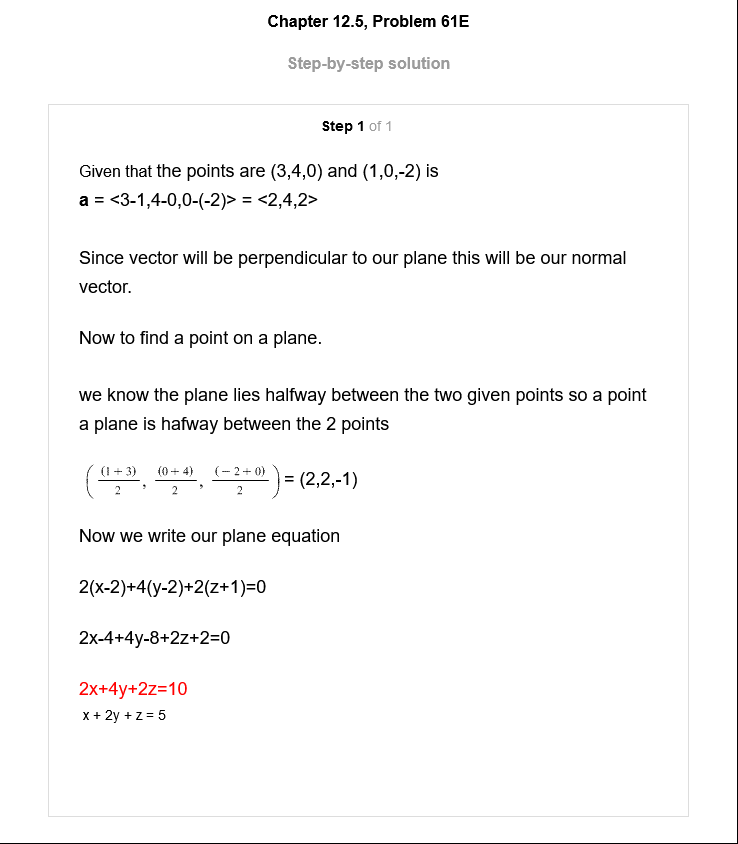 Chapter 12.5, Problem 61E
Step-by-step solution
Step 1 of 1
Given that the points are (3,4,0) and (1,0,-2) is
a = <3-1,4-0,0-(-2)> = <2,4,2>
Since vector will be perpendicular to our plane this will be our normal
vector.
Now to find a point on a plane.
we know the plane lies halfway between the two given points so a point
a plane is hafway between the 2 points
((1 + 3)/2, (0 + 4)/2, (− 2 + 0)/2) = (2,2,-1)
Now we write our plane equation
2(x-2)+4(y-2)+2(z+1)=0
2x-4+4y-8+2z+2=0
2x+4y+2z=10
x + 2y + z = 5